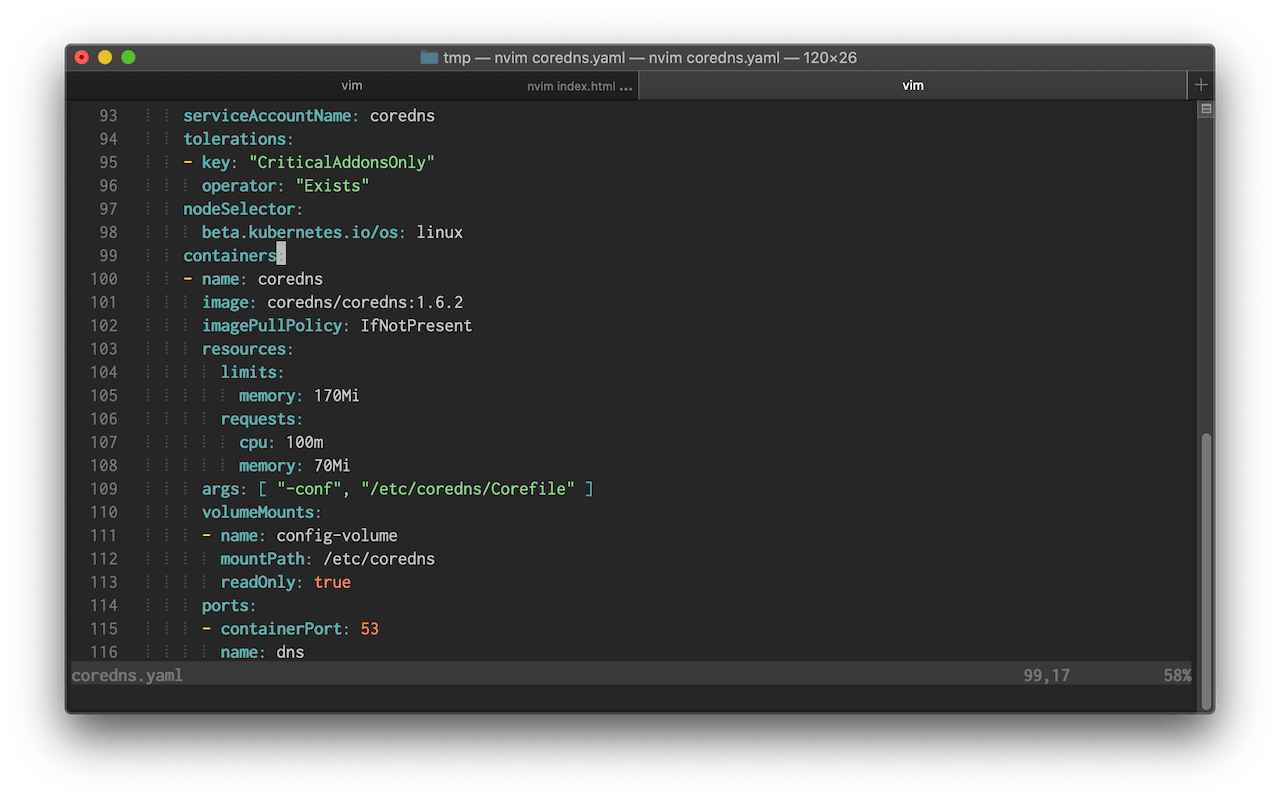 tmp — nvim coredns.yaml — nvim coredns.yaml — 120×26
vim nvim index.html ... vim +
93 serviceAccountName: coredns
94 tolerations:
95 - key: "CriticalAddonsOnly"
96 operator: "Exists"
97 nodeSelector:
98 beta.kubernetes.io/os: linux
99 containers:
100 - name: coredns
101 image: coredns/coredns:1.6.2
102 imagePullPolicy: IfNotPresent
103 resources:
104 limits:
105 memory: 170Mi
106 requests:
107 cpu: 100m
108 memory: 70Mi
109 args: [ "-conf", "/etc/coredns/Corefile" ]
110 volumeMounts:
111 - name: config-volume
112 mountPath: /etc/coredns
113 readOnly: true
114 ports:
115 - containerPort: 53
116 name: dns
coredns.yaml 99,17 58%